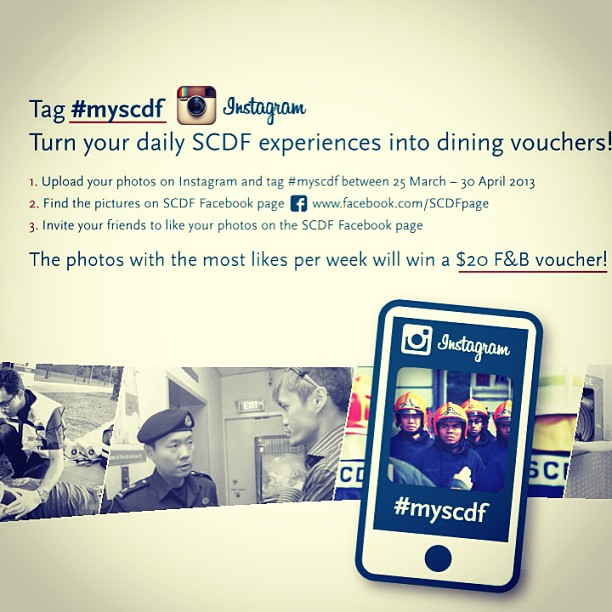 Tag #myscdf Instagram
Turn your daily SCDF experiences into dining vouchers!
1. Upload your photos on Instagram and tag #myscdf between 25 March – 30 April 2013
2. Find the pictures on SCDF Facebook page f www.facebook.com/SCDFpage
3. Invite your friends to like your photos on the SCDF Facebook page
The photos with the most likes per week will win a $20 F&B voucher!
Instagram
EXIT
CD
SC
#myscdf